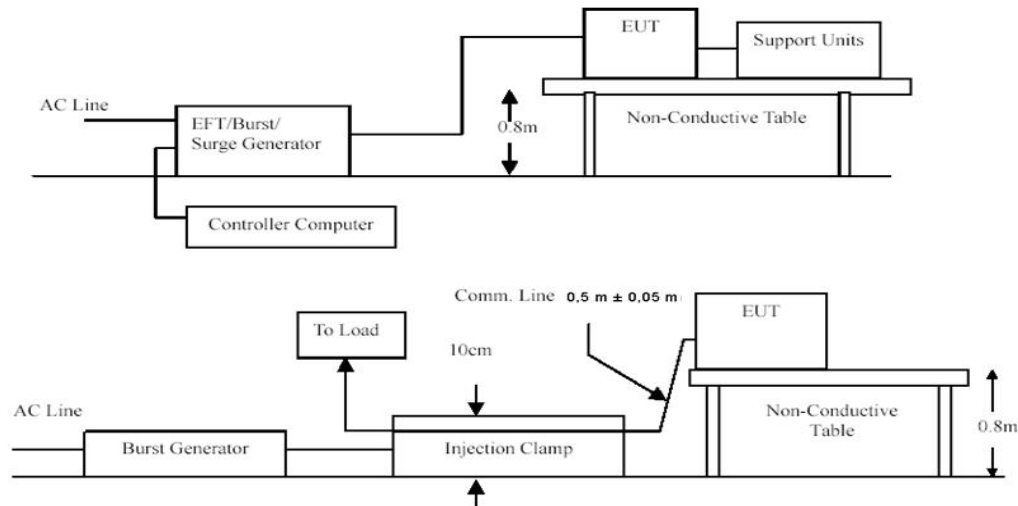 EUT
Support Units
AC Line
EFT/Burst/
Surge Generator
0.8m
Non-Conductive Table
Controller Computer
Comm. Line 0,5 m ± 0,05 m
EUT
To Load
10cm
AC Line
Burst Generator
Injection Clamp
Non-Conductive
Table
0.8m